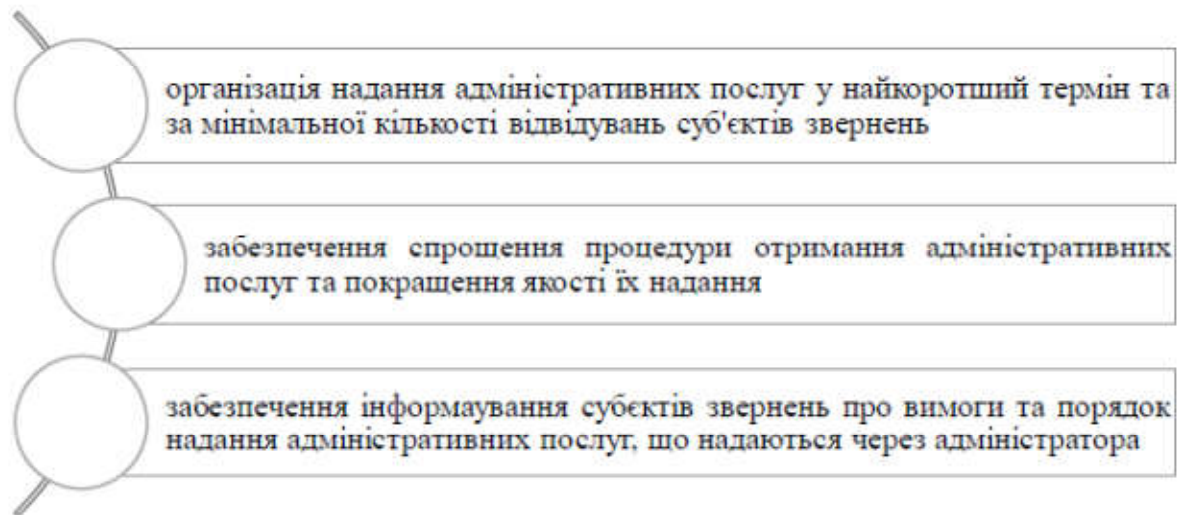 організація надання адміністративних послуг у найкоротший термін та
за мінімальної кількості відвідувань суб'єктів звернень
забезпечення спрощення процедури отримання адміністративних
послуг та покращення якості їх надання
забезпечення інформаування субєктів звернень про вимоги та порядок
надання адміністративних послуг, що надаються через адміністратора